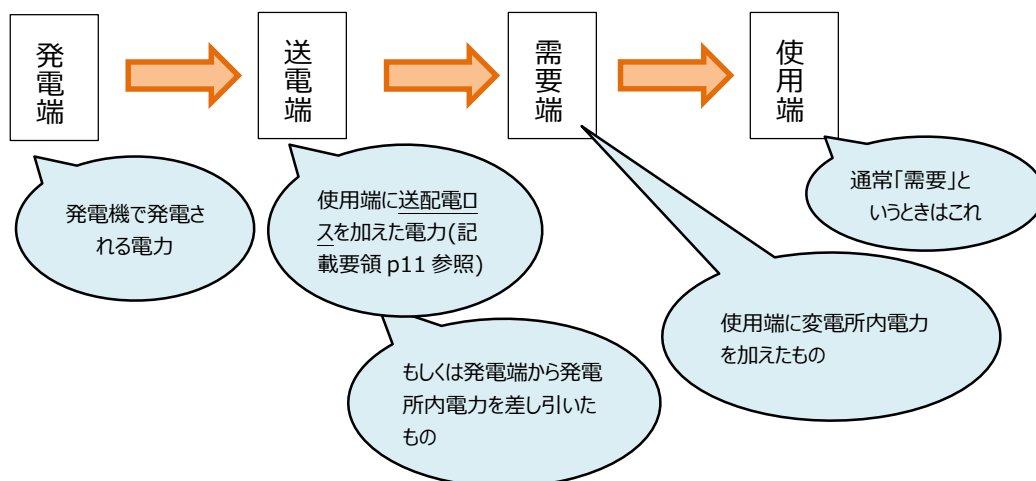 発電端
送電端
需要端
使用端
発電機で発電さ
れる電力
使用端に送配電ロ
スを加えた電力(記
載要領 p11 参照)
もしくは発電端から発電
所内電力を差し引いた
もの
使用端に変電所内電力
を加えたもの
通常「需要」と
いうときはこれ